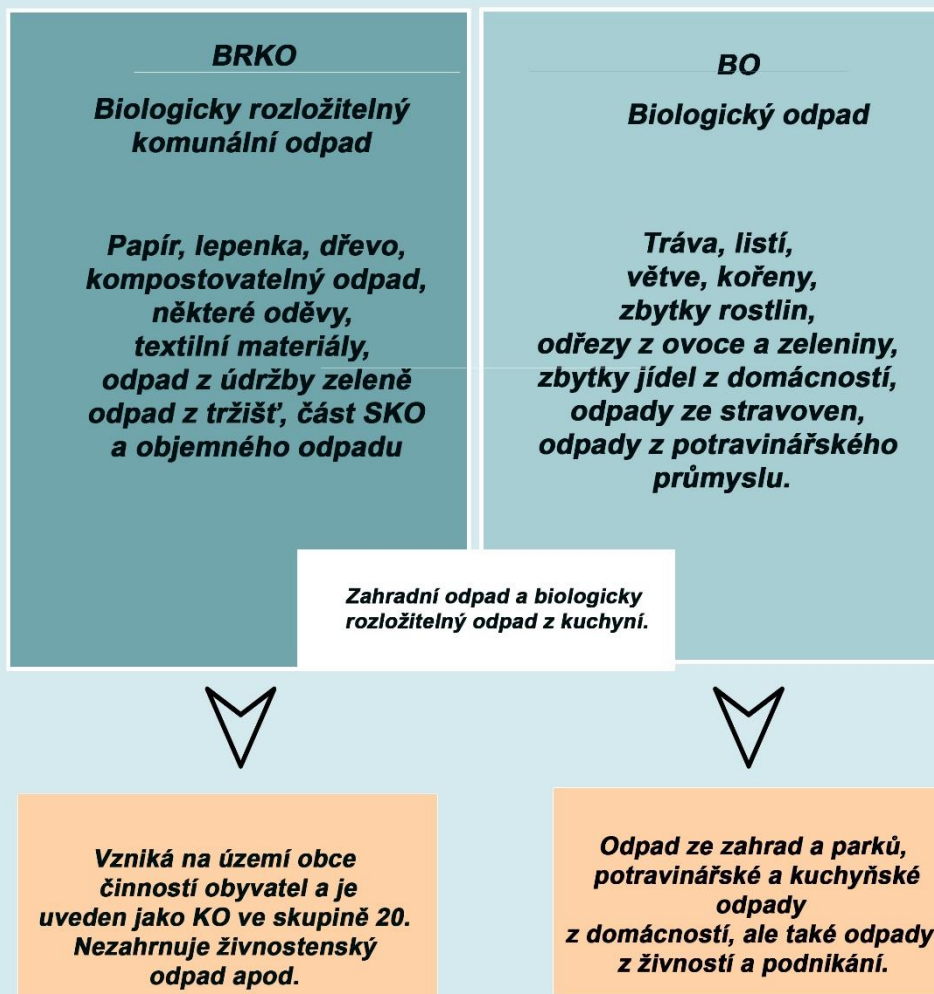 BRKO
Biologicky rozložitelný
komunální odpad
Papír, lepenka, dřevo,
kompostovatelný odpad,
některé oděvy,
textilní materiály,
odpad z údržby zeleně
odpad z tržišť, část SKO
a objemného odpadu
BO
Biologický odpad
Tráva, listí,
větve, kořeny,
zbytky rostlin,
odřezy z ovoce a zeleniny,
zbytky jídel z domácností,
odpady ze stravoven,
odpady z potravinářského
průmyslu.
Zahradní odpad a biologicky
rozložitelný odpad z kuchyní.
Vzniká na území obce
činností obyvatel a je
uveden jako KO ve skupině 20.
Nezahrnuje živnostenský
odpad apod.
Odpad ze zahrad a parků,
potravinářské a kuchyňské
odpady
z domácností, ale také odpady
z živností a podnikání.